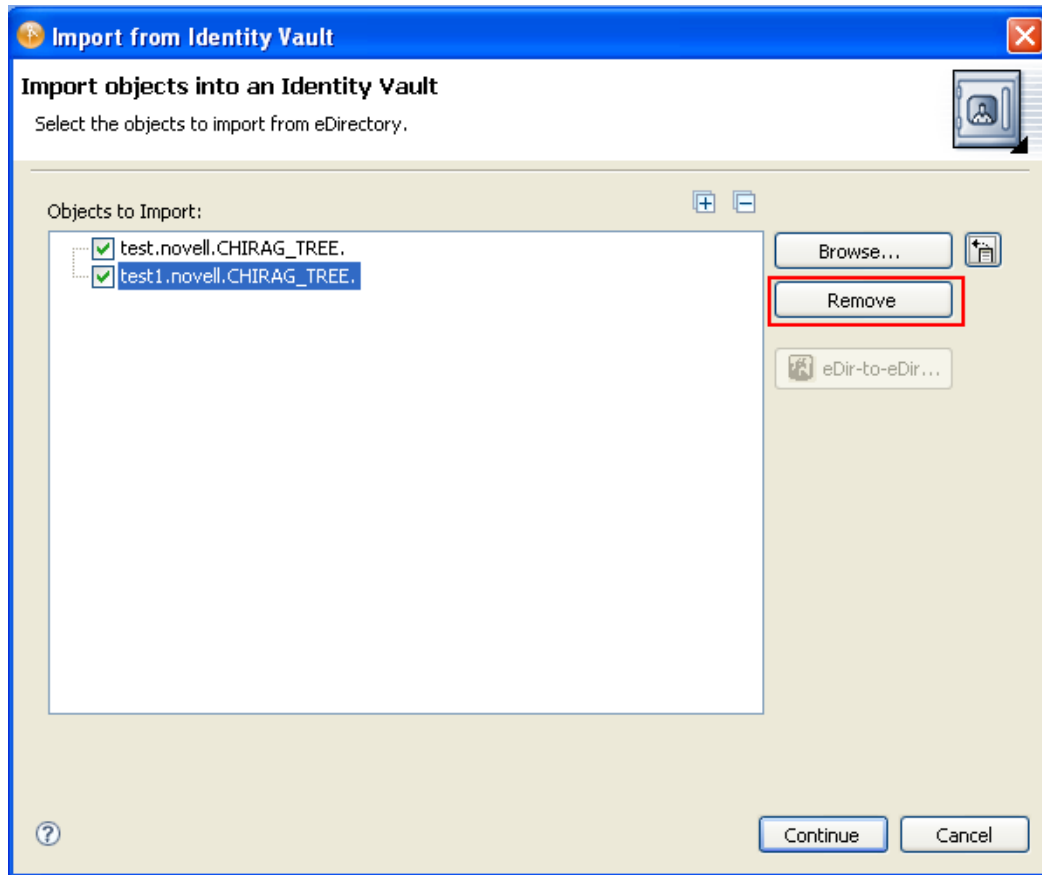 Import from Identity Vault
Import objects into an Identity Vault
Select the objects to import from eDirectory.
Objects to Import:
test.novell.CHIRAG_TREE.
test1.novell.CHIRAG_TREE.
Browse...
Remove
eDir-to-eDir...
?
Continue
Cancel